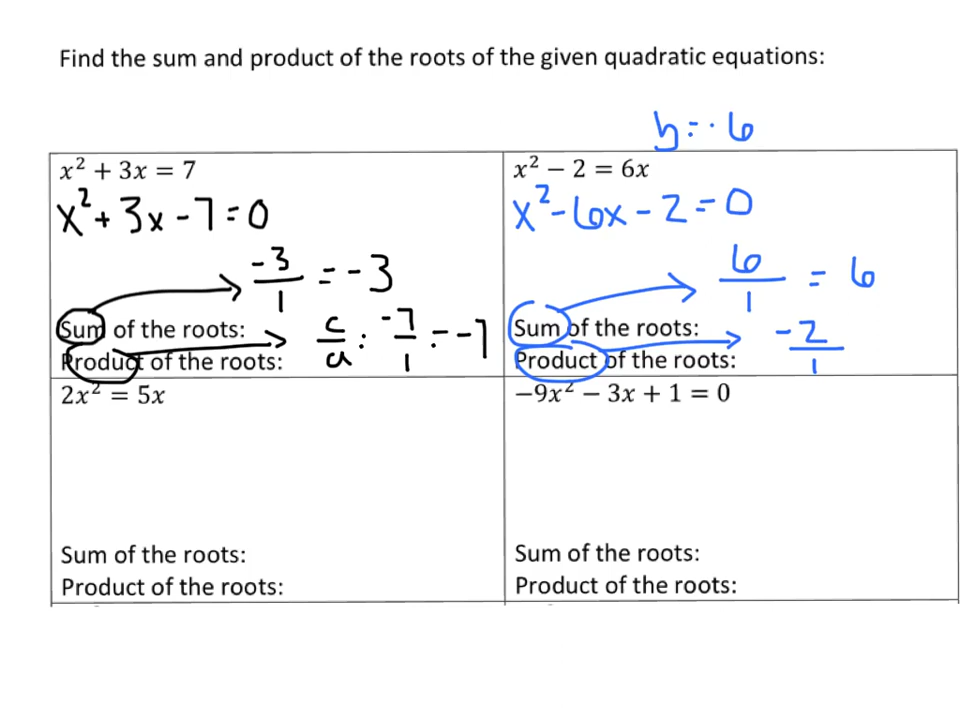 Find the sum and product of the roots of the given quadratic equations:
b = -6
x² + 3x = 7
x² + 3x - 7 = 0
-3/1 = -3
Sum of the roots:
c/a : -7/1 = -7
Product of the roots:
x² − 2 = 6x
x² - 6x - 2 = 0
6/1 = 6
Sum of the roots:
-2/1
Product of the roots:
2x² = 5x
Sum of the roots:
Product of the roots:
−9x² − 3x + 1 = 0
Sum of the roots:
Product of the roots: